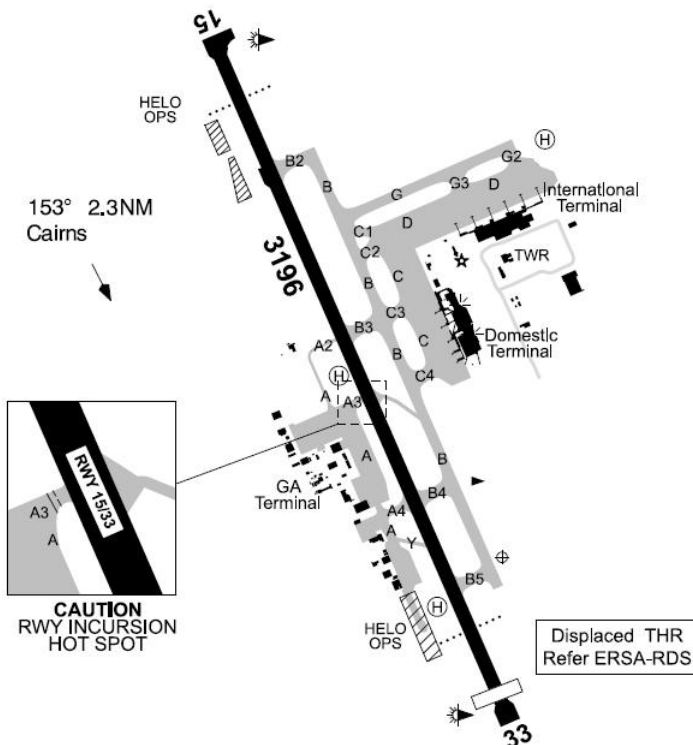 15
HELO
OPS
H
G2
B2
B
G3
D
G
International
Terminal
153° 2.3NM
Cairns
D
C1
C2
TWR
3196
C
B
C3
B3
A2
Domestic
Terminal
C
B
H
C4
A
A3
RWY 15/33
A
B
GA
Terminal
B4
A3
A4
A
A
Y
B5
CAUTION
RWY INCURSION
HOT SPOT
H
HELO
OPS
Displaced THR
Refer ERSA-RDS
33